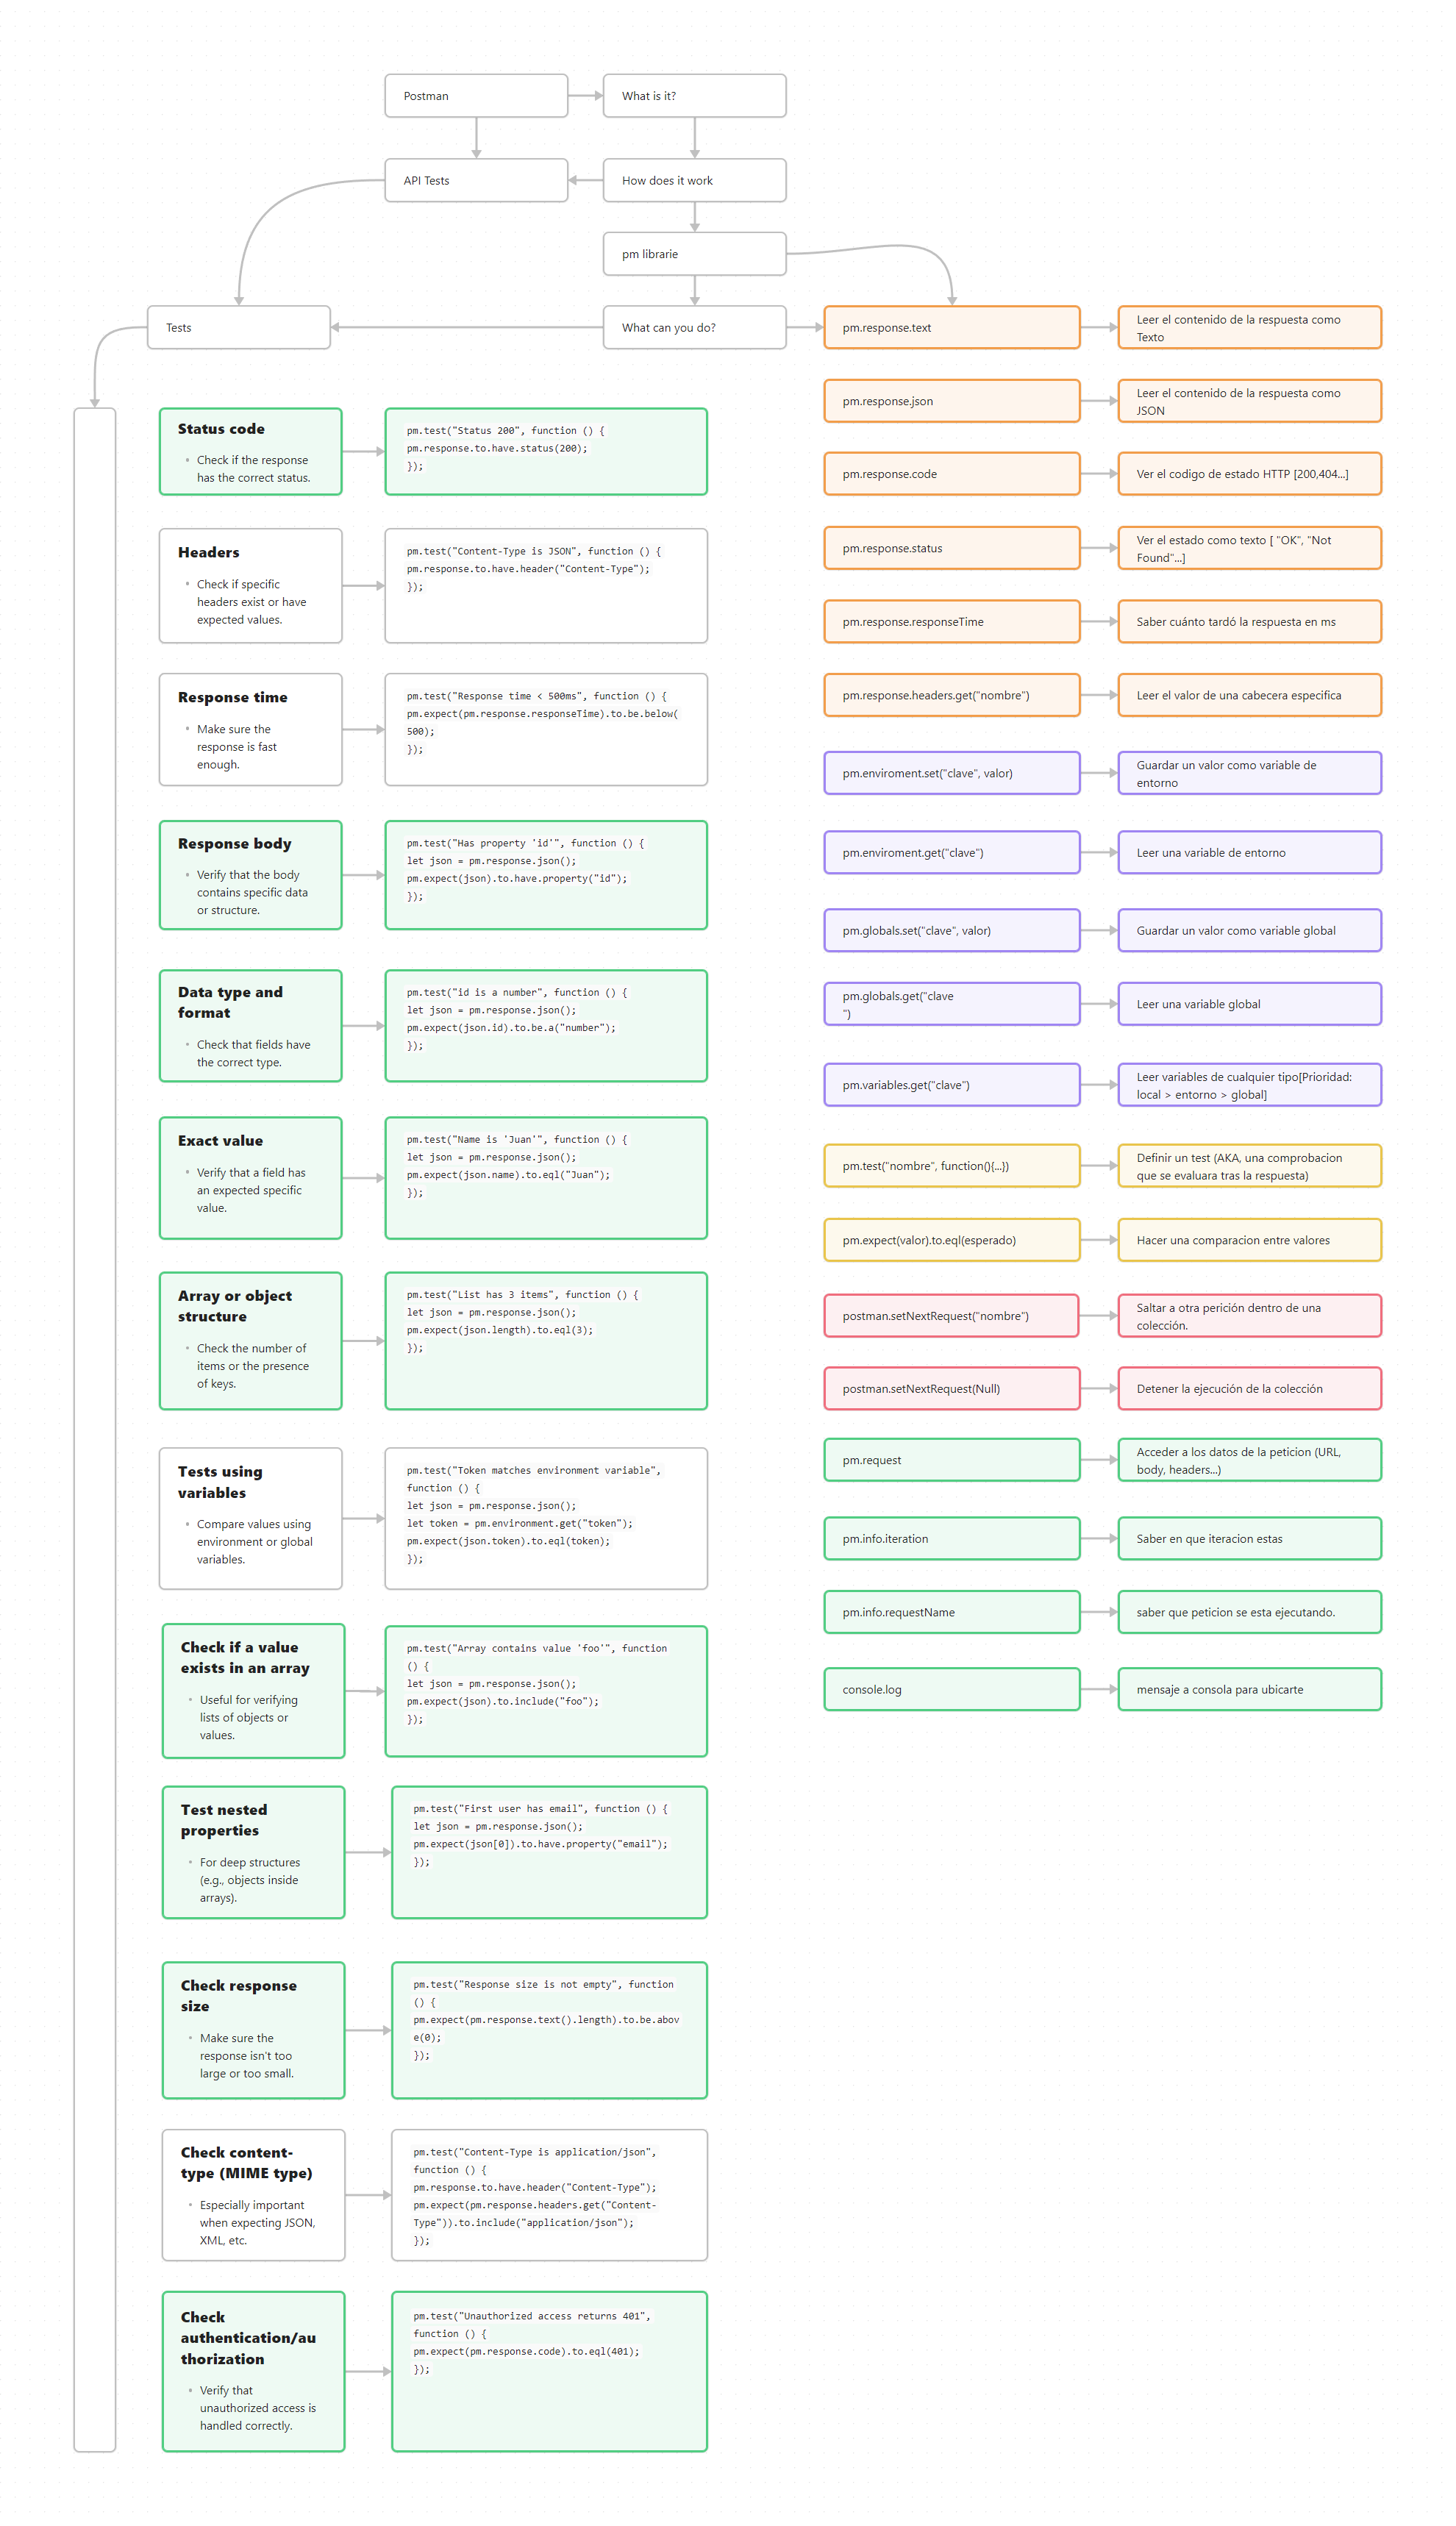 Postman
What is it?
API Tests
How does it work
pm librarie
Tests
What can you do?
Status code
Check if the response
has the correct status.
pm.test("Status 200", function () {
pm.response.to.have.status(200);
});
Headers
Check if specific
headers exist or have
expected values.
pm.test("Content-Type is JSON", function () {
pm.response.to.have.header("Content-Type");
});
Response time
Make sure the
response is fast
enough.
pm.test("Response time < 500ms", function () {
pm.expect(pm.response.responseTime).to.be.below(
500);
});
Response body
Verify that the body
contains specific data
or structure.
pm.test("Has property 'id'", function () {
let json = pm.response.json();
pm.expect(json).to.have.property("id");
});
Data type and
format
Check that fields have
the correct type.
pm.test("id is a number", function () {
let json = pm.response.json();
pm.expect(json.id).to.be.a("number");
});
Exact value
Verify that a field has
an expected specific
value.
pm.test("Name is 'Juan'", function () {
let json = pm.response.json();
pm.expect(json.name).to.eql("Juan");
});
Array or object
structure
Check the number of
items or the presence
of keys.
pm.test("List has 3 items", function () {
let json = pm.response.json();
pm.expect(json.length).to.eql(3);
});
Tests using
variables
Compare values using
environment or global
variables.
pm.test("Token matches environment variable",
function () {
let json = pm.response.json();
let token = pm.environment.get("token");
pm.expect(json.token).to.eql(token);
});
Check if a value
exists in an array
Useful for verifying
lists of objects or
values.
pm.test("Array contains value 'foo'", function
() {
let json = pm.response.json();
pm.expect(json).to.include("foo");
});
Test nested
properties
For deep structures
(e.g., objects inside
arrays).
pm.test("First user has email", function () {
let json = pm.response.json();
pm.expect(json[0]).to.have.property("email");
});
Check response
size
Make sure the
response isn't too
large or too small.
pm.test("Response size is not empty", function
() {
pm.expect(pm.response.text().length).to.be.abov
e(0);
});
Check content-
type (MIME type)
Especially important
when expecting JSON,
XML, etc.
pm.test("Content-Type is application/json",
function () {
pm.response.to.have.header("Content-Type");
pm.expect(pm.response.headers.get("Content-
Type")).to.include("application/json");
});
Check
authentication/au
thorization
Verify that
unauthorized access is
handled correctly.
pm.test("Unauthorized access returns 401",
function () {
pm.expect(pm.response.code).to.eql(401);
});
pm.response.text
Leer el contenido de la respuesta como
Texto
pm.response.json
Leer el contenido de la respuesta como
JSON
pm.response.code
Ver el codigo de estado HTTP [200,404...]
pm.response.status
Ver el estado como texto [ "OK", "Not
Found"...]
pm.response.responseTime
Saber cuánto tardó la respuesta en ms
pm.response.headers.get("nombre")
Leer el valor de una cabecera especifica
pm.enviroment.set("clave", valor)
Guardar un valor como variable de
entorno
pm.enviroment.get("clave")
Leer una variable de entorno
pm.globals.set("clave", valor)
Guardar un valor como variable global
pm.globals.get("clave
")
Leer una variable global
pm.variables.get("clave")
Leer variables de cualquier tipo[Prioridad:
local > entorno > global]
pm.test("nombre", function(){...})
Definir un test (AKA, una comprobacion
que se evaluara tras la respuesta)
pm.expect(valor).to.eql(esperado)
Hacer una comparacion entre valores
postman.setNextRequest("nombre")
Saltar a otra perición dentro de una
colección.
postman.setNextRequest(Null)
Detener la ejecución de la colección
pm.request
Acceder a los datos de la peticion (URL,
body, headers...)
pm.info.iteration
Saber en que iteracion estas
pm.info.requestName
saber que peticion se esta ejecutando.
console.log
mensaje a consola para ubicarte